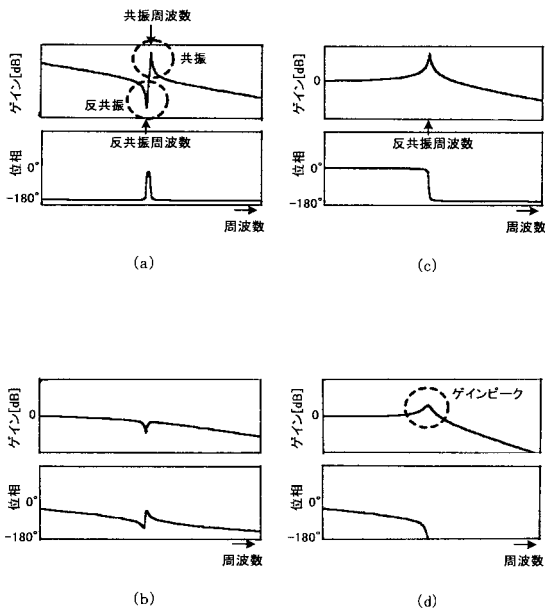 共振周波数
ゲイン[dB]
共振
反共振
反共振周波数
位相
0°
-180°
周波数
(a)
ゲイン[dB]
0
反共振周波数
位相
0°
-180°
周波数
(c)
ゲイン[dB]
0
位相
0°
-180°
周波数
(b)
ゲイン[dB]
0
ゲインピーク
位相
0°
-180°
周波数
(d)